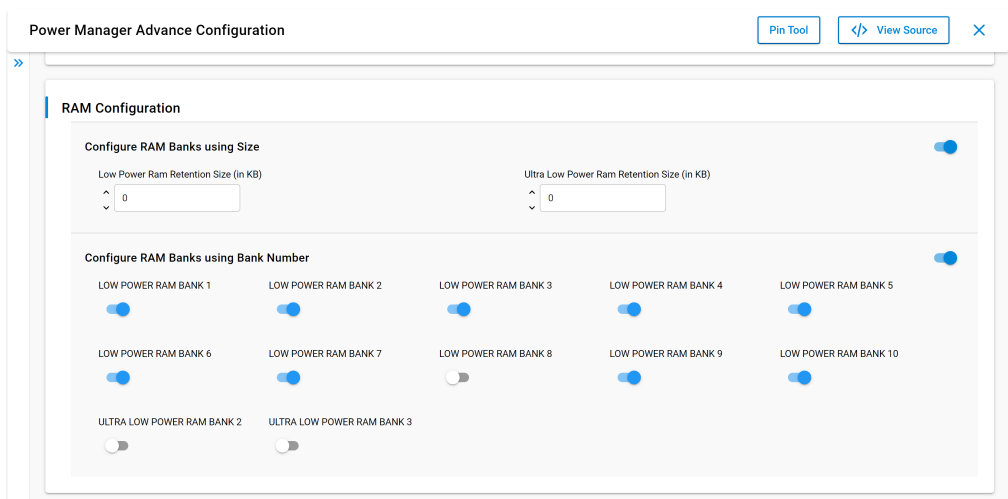 Power Manager Advance Configuration
Pin Tool
</> View Source
RAM Configuration
Configure RAM Banks using Size
Low Power Ram Retention Size (in KB) Ultra Low Power Ram Retention Size (in KB)
0 0
Configure RAM Banks using Bank Number
LOW POWER RAM BANK 1 LOW POWER RAM BANK 2 LOW POWER RAM BANK 3 LOW POWER RAM BANK 4 LOW POWER RAM BANK 5
LOW POWER RAM BANK 6 LOW POWER RAM BANK 7 LOW POWER RAM BANK 8 LOW POWER RAM BANK 9 LOW POWER RAM BANK 10
ULTRA LOW POWER RAM BANK 2 ULTRA LOW POWER RAM BANK 3